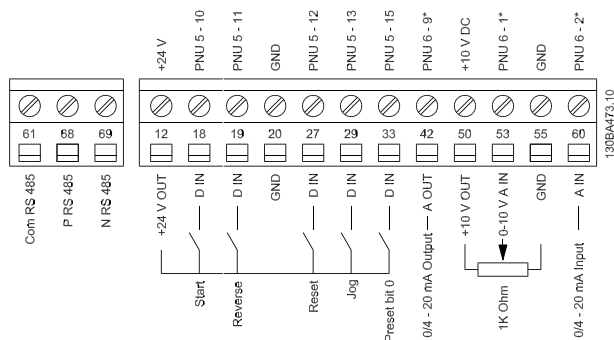 +24 V
PNU 5 - 10
PNU 5 - 11
GND
PNU 5 - 12
PNU 5 - 13
PNU 5 - 15
PNU 6 - 9*
+10 V DC
PNU 6 - 1*
GND
PNU 6 - 2*
61
68
69
12
18
19
20
27
29
33
42
50
53
55
60
Com RS 485
P RS 485
N RS 485
+24 V OUT
D IN
D IN
GND
D IN
D IN
D IN
A OUT
+10 V OUT
0-10 V A IN
GND
A IN
Start
Reverse
Reset
Jog
Preset bit 0
0/4 - 20 mA Output
1K Ohm
0/4 - 20 mA Input
130BA473.10